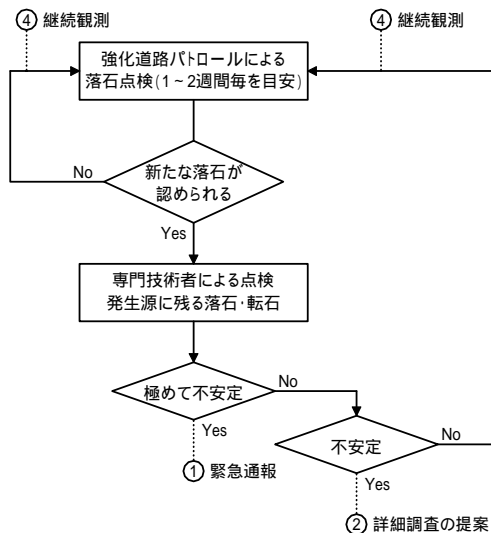 ④ 継続観測
④ 継続観測
強化道路パトロールによる
落石点検(1~2週間毎を目安)
No
新たな落石が
認められる
Yes
専門技術者による点検
発生源に残る落石・転石
極めて不安定
No
Yes
① 緊急通報
不安定
No
Yes
② 詳細調査の提案